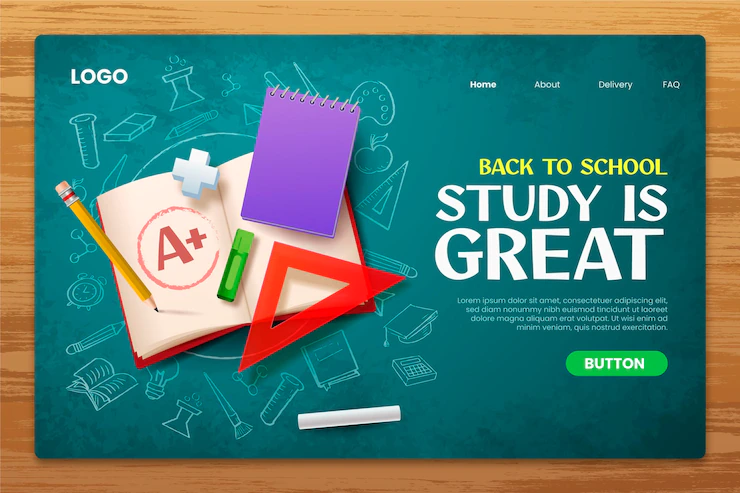 LOGO
Home About Delivery FAQ
BACK TO SCHOOL
STUDY IS
GREAT
A+
Lorem ipsum dolor sit amet, consectetuer adipiscing elit,
sed diam nonummy nibh euismod tincidunt ut laoreet
dolore magna aliquam erat volutpat. Ut wisi enim ad
minim veniam, quis nostrud exercitation.
BUTTON